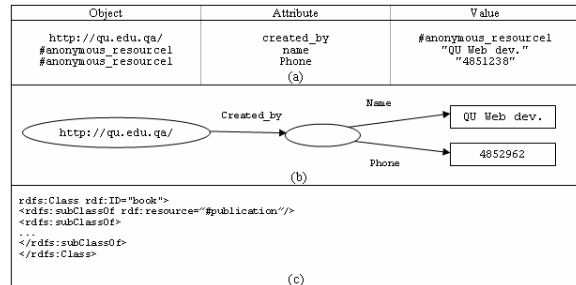 Object Attribute Value
http://qu.edu.qa/ created_by #anonymous_resource1
#anonymous_resource1 name "QU Web dev."
#anonymous_resource1 Phone "4851238"
(a)
Name
Created_by QU Web dev.
http://qu.edu.qa/
Phone 4852962
(b)
rdfs:Class rdf:ID="book">
<rdfs:subClassOf rdf:resource="#publication"/>
<rdfs:subClassOf>
...
</rdfs:subClassOf>
</rdfs:Class>
(c)